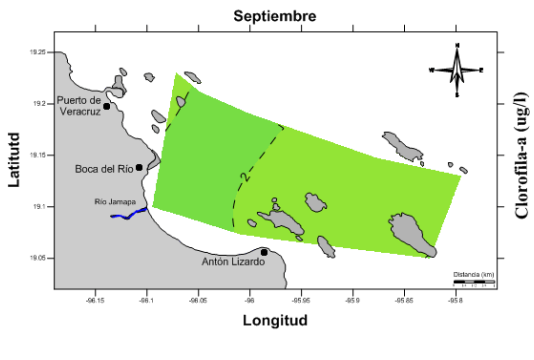 Septiembre
19.25
19.2
19.15
19.1
19.05
Latitutd
Puerto de
Veracruz
Boca del Río
Río Jamapa
Antón Lizardo
2
N
W
E
S
Distancia (km)
-96.15
-96.1
-96.05
-96
-95.95
-95.9
-95.85
-95.8
Longitud
Clorofila-a (ug/l)